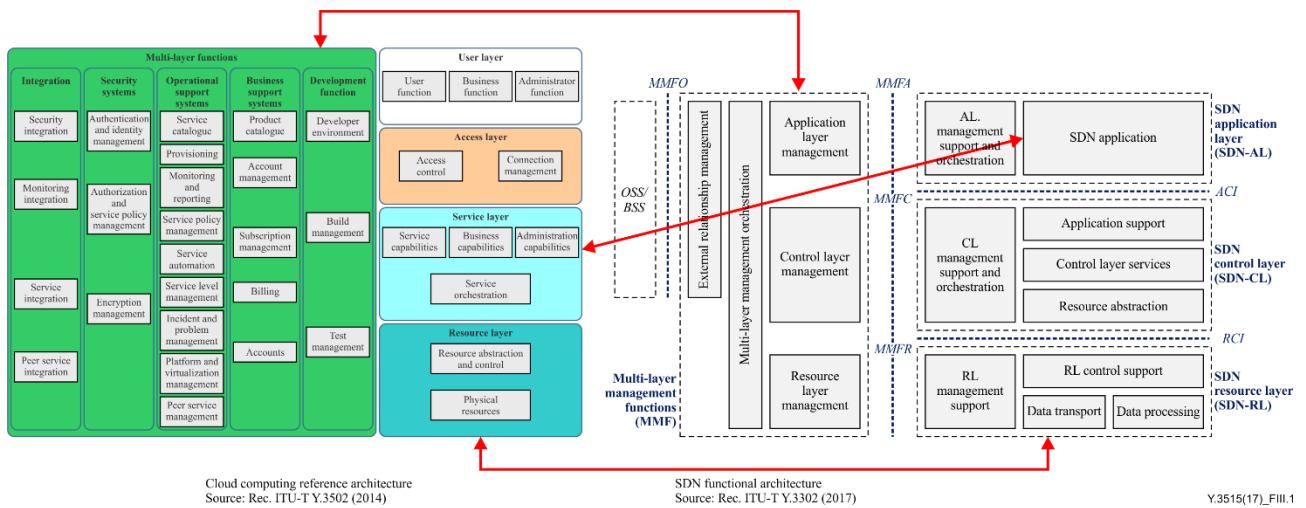 Multi-layer functions
Integration
Security
integration
Monitoring
integration
Service
integration
Peer service
integration
Security
systems
Authentication
and identity
management
Authorization
and
service policy
management
Encryption
management
Operational
support
systems
Service
catalogue
Provisioning
Monitoring
and
reporting
Service policy
management
Service
automation
Service level
management
Incident and
problem
management
Platform and
virtualization
management
Peer service
management
Business
support
systems
Product
catalogue
Account
management
Subscription
management
Billing
Accounts
Development
function
Developer
environment
Build
management
Test
management
User layer
User
function
Business
function
Administrator
function
Access layer
Access
control
Connection
management
Service layer
Service
capabilities
Business
capabilities
Administration
capabilities
Service
orchestration
Resource layer
Resource abstraction
and control
Physical
resources
OSS/
BSS
MMFO
External relationship management
Multi-layer management orchestration
Application
layer
management
Control layer
management
Resource
layer
management
Multi-layer
management
functions
(MMF)
MMFA
MMFC
MMFR
AL.
management
support and
orchestration
SDN application
SDN
application
layer
(SDN-AL)
ACI
CL
management
support and
orchestration
Application support
Control layer services
Resource abstraction
SDN
control layer
(SDN-CL)
RCI
RL
management
support
RL control support
Data transport
Data processing
SDN
resource layer
(SDN-RL)
Cloud computing reference architecture
Source: Rec. ITU-T Y.3502 (2014)
SDN functional architecture
Source: Rec. ITU-T Y.3302 (2017)
Y.3515(17)_FIII.1